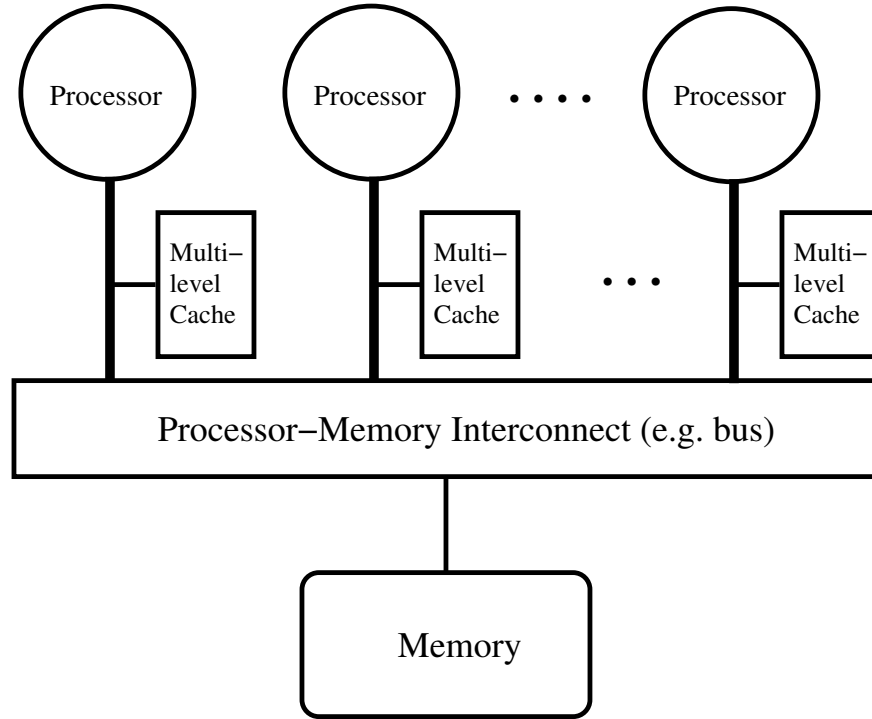 Processor
Processor
Processor
Multi−
level
Cache
Multi−
level
Cache
Multi−
level
Cache
Processor−Memory Interconnect (e.g. bus)
Memory